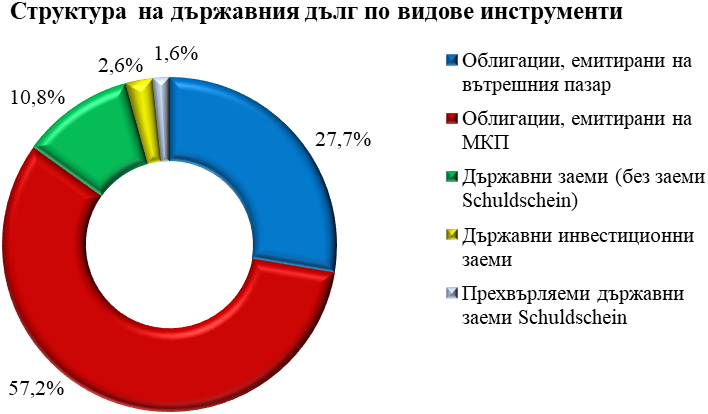 Структура на държавния дълг по видове инструменти
1,6%
2,6%
10,8%
27,7%
57,2%
Облигации, емитирани на
вътрешния пазар
Облигации, емитирани на
МКП
Държавни заеми (без заеми
Schuldschein)
Държавни инвестиционни
заеми
Прехвърляеми държавни
заеми Schuldschein